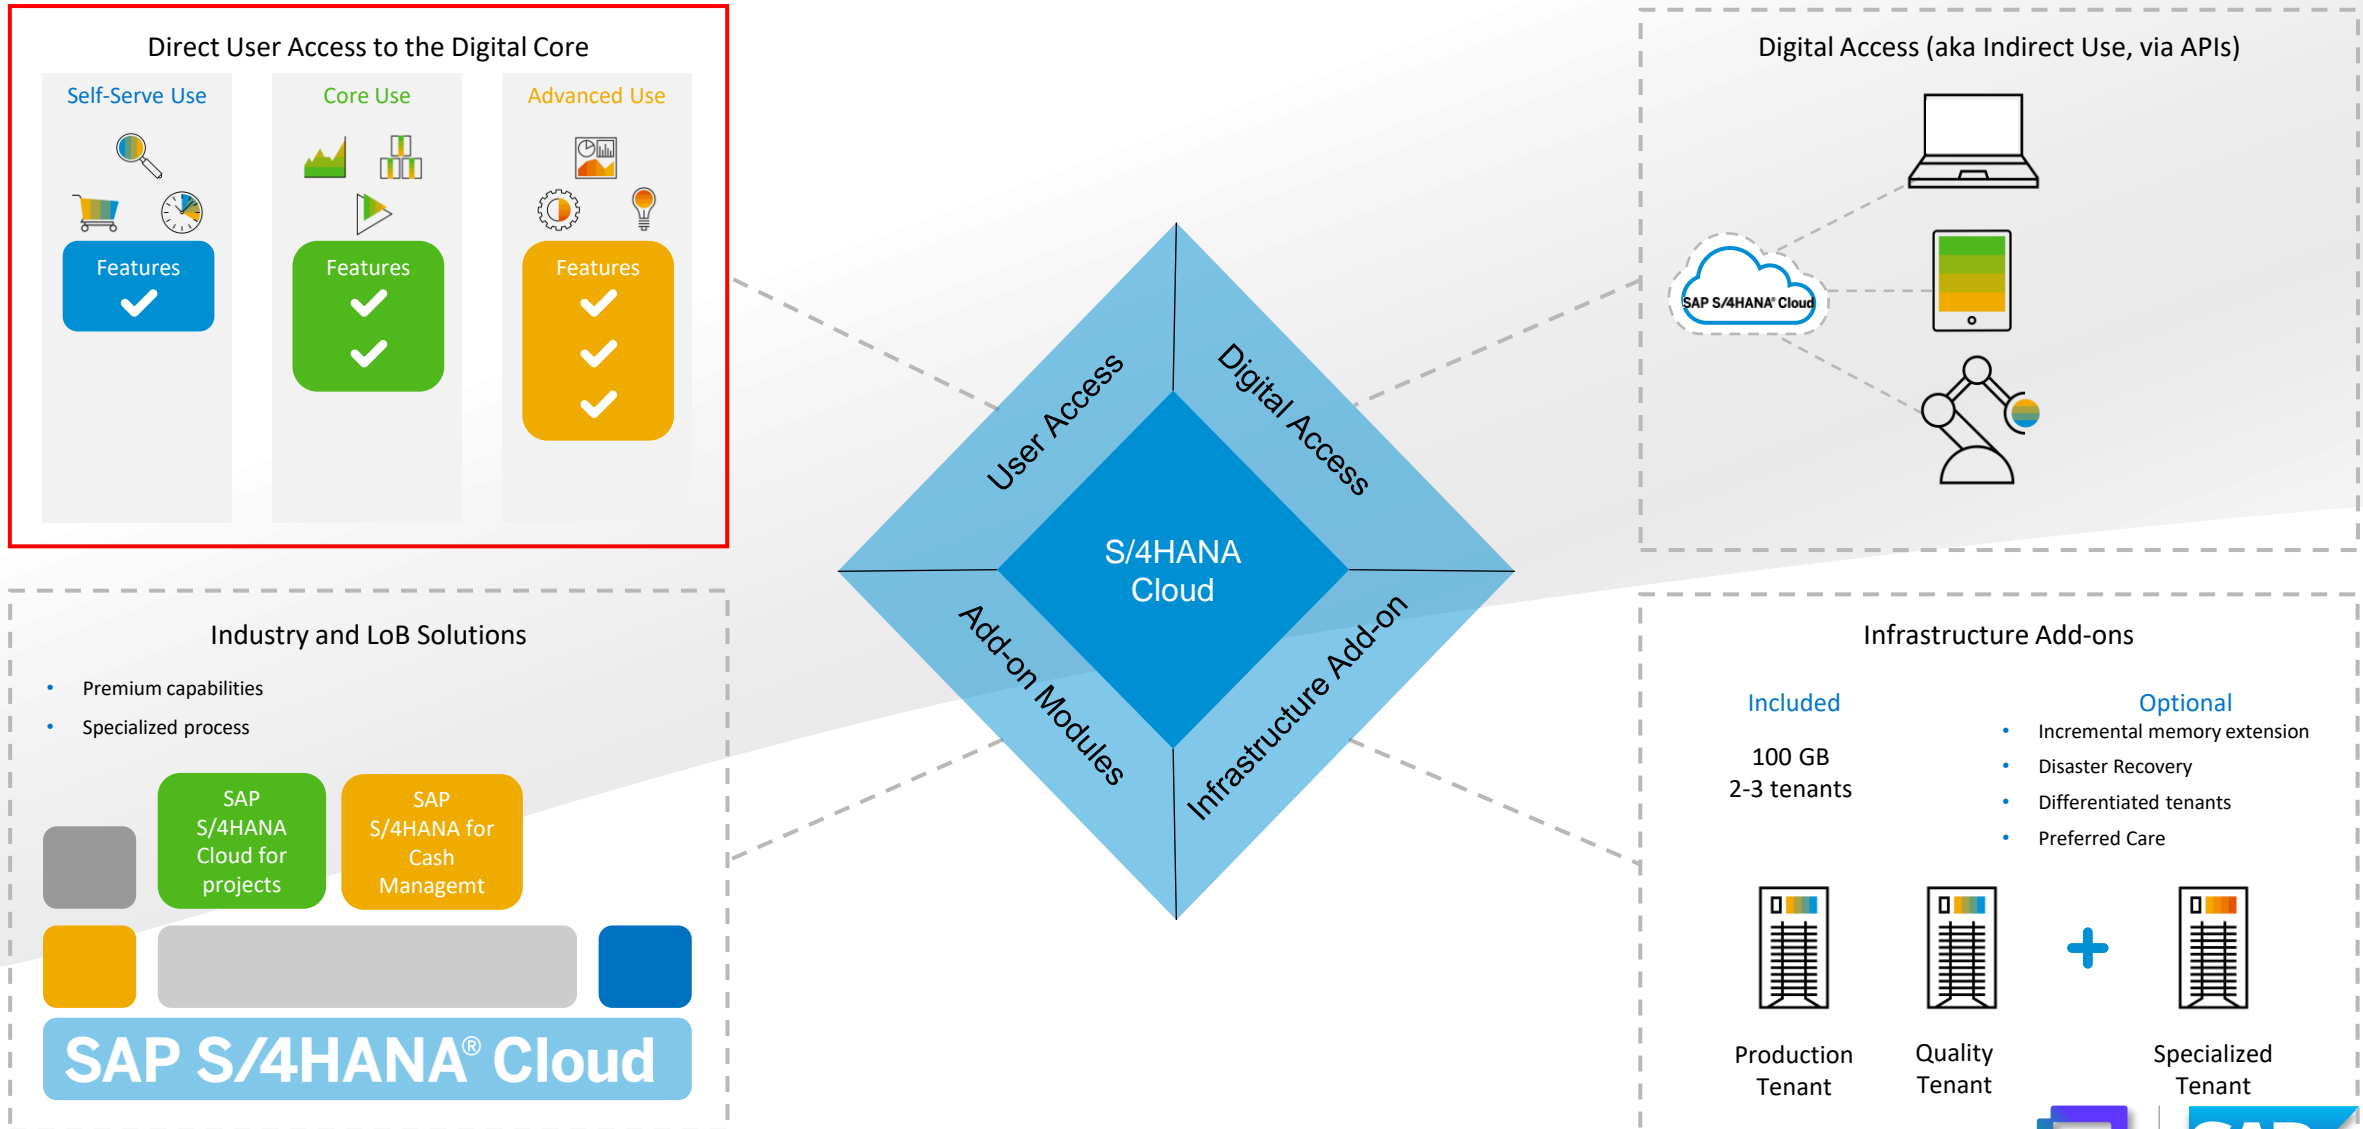 Direct User Access to the Digital Core
Self-Serve Use
Core Use
Advanced Use
Features
Features
Features
Digital Access (aka Indirect Use, via APIs)
SAP S/4HANA® Cloud
User Access
Digital Access
S/4HANA
Cloud
Add-on Modules
Infrastructure Add-on
Industry and LoB Solutions
• Premium capabilities
• Specialized process
SAP
S/4HANA
Cloud for
projects
SAP
S/4HANA for
Cash
Managemt
SAP S/4HANA® Cloud
Infrastructure Add-ons
Included
100 GB
2-3 tenants
Optional
• Incremental memory extension
• Disaster Recovery
• Differentiated tenants
• Preferred Care
Production
Tenant
Quality
Tenant
Specialized
Tenant
SAP